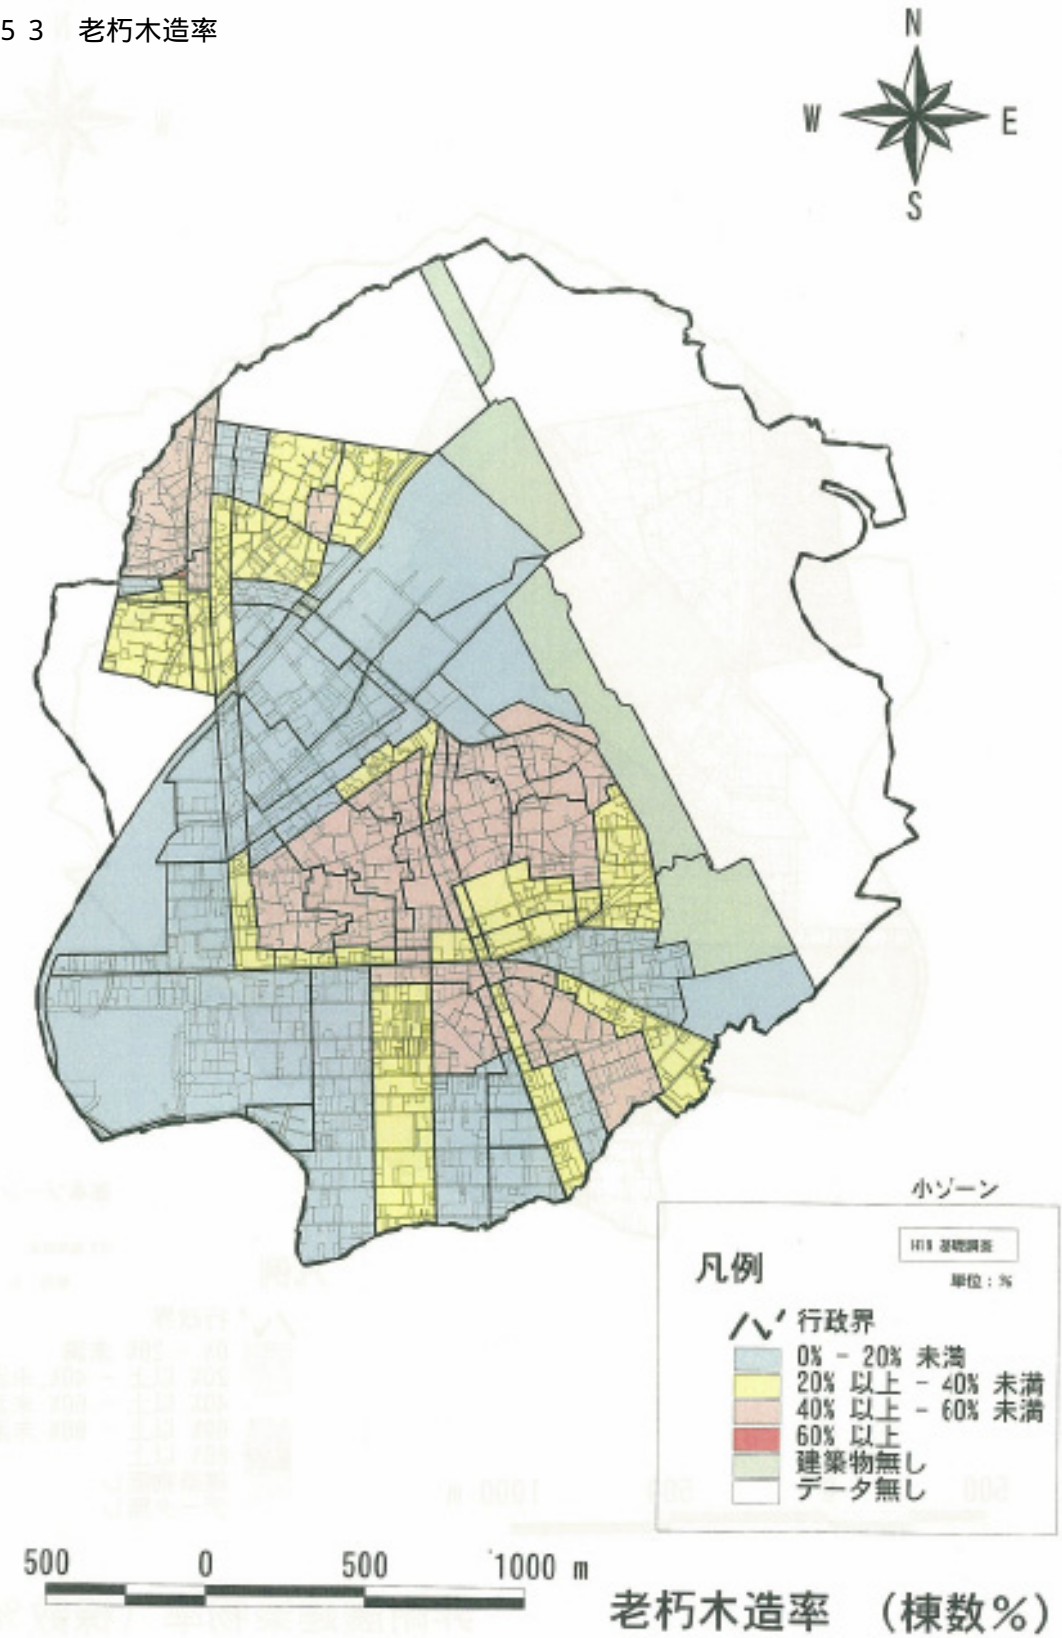 ５３　老朽木造率
N
W
E
S
小ゾーン
凡例
単位：%
行政界
0% - 20% 未満
20% 以上 - 40% 未満
40% 以上 - 60% 未満
60% 以上
建築物無し
データ無し
500 0 500 1000 m
老朽木造率 （棟数%）